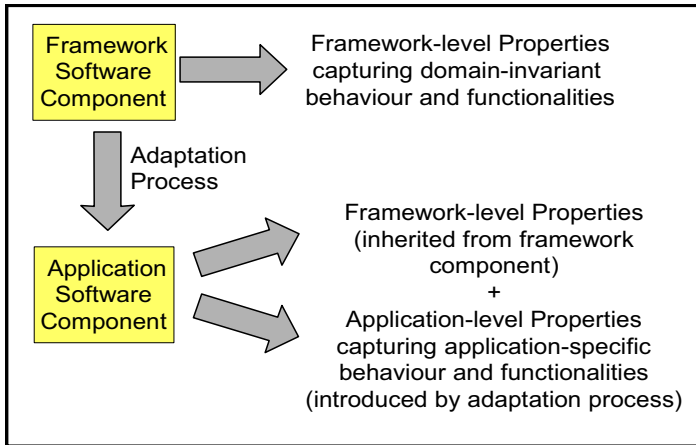 Framework
Software
Component
Framework-level Properties
capturing domain-invariant
behaviour and functionalities
Adaptation
Process
Application
Software
Component
Framework-level Properties
(inherited from framework
component)
+
Application-level Properties
capturing application-specific
behaviour and functionalities
(introduced by adaptation process)